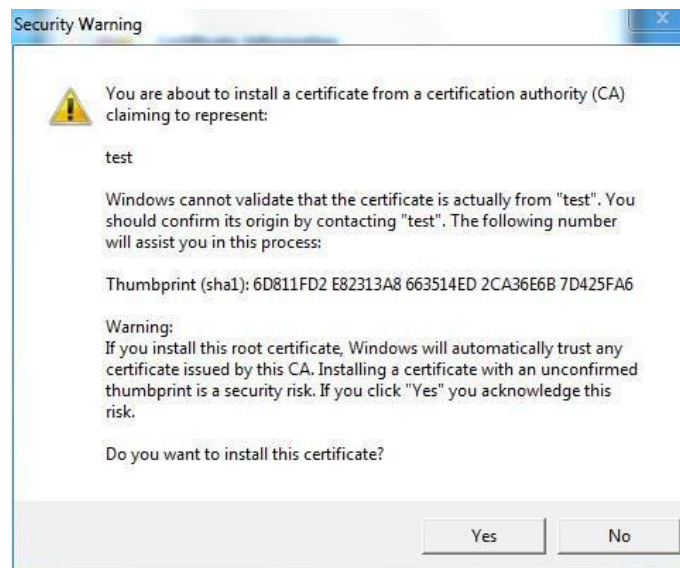 Security Warning
You are about to install a certificate from a certification authority (CA)
claiming to represent:
test
Windows cannot validate that the certificate is actually from "test". You
should confirm its origin by contacting "test". The following number
will assist you in this process:
Thumbprint (sha1): 6D811FD2 E82313A8 663514ED 2CA36E6B 7D425FA6
Warning:
If you install this root certificate, Windows will automatically trust any
certificate issued by this CA. Installing a certificate with an unconfirmed
thumbprint is a security risk. If you click "Yes" you acknowledge this
risk.
Do you want to install this certificate?
Yes
No